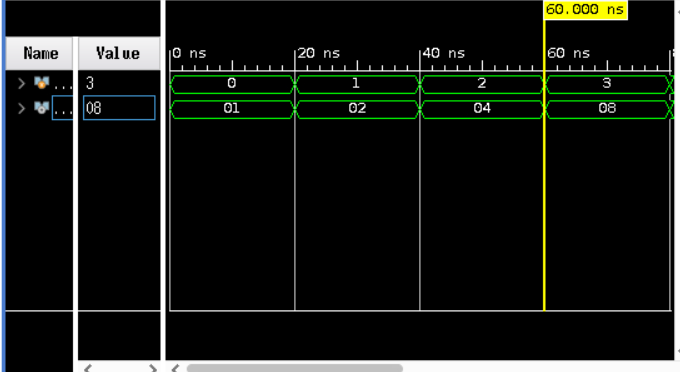 60.000 ns
Name Value 0 ns 20 ns 40 ns 60 ns
... 3 0 1 2 3
... 08 01 02 04 08